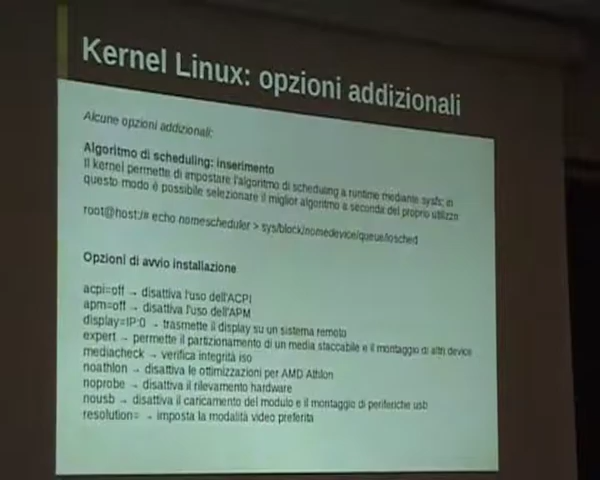 Kernel Linux: opzioni addizionali
Alcune opzioni addizionali:
Algoritmo di scheduling: inserimento
Il kernel permette di impostare l'algoritmo di scheduling a runtime mediante sysfs; in
questo modo è possibile selezionare il miglior algoritmo a seconda del proprio utilizzo
root@host:/# echo nomescheduler > sys/block/nomedevice/queue/iosched
Opzioni di avvio installazione
acpi=off → disattiva l'uso dell'ACPI
apm=off → disattiva l'uso dell'APM
display=IP:0 → trasmette il display su un sistema remoto
expert → permette il partizionamento di un media staccabile e il montaggio di altri device
mediacheck → verifica integrità iso
noathlon → disattiva le ottimizzazioni per AMD Athlon
noprobe → disattiva il rilevamento hardware
nousb → disattiva il caricamento del modulo e il montaggio di periferiche usb
resolution= → imposta la modalità video preferita